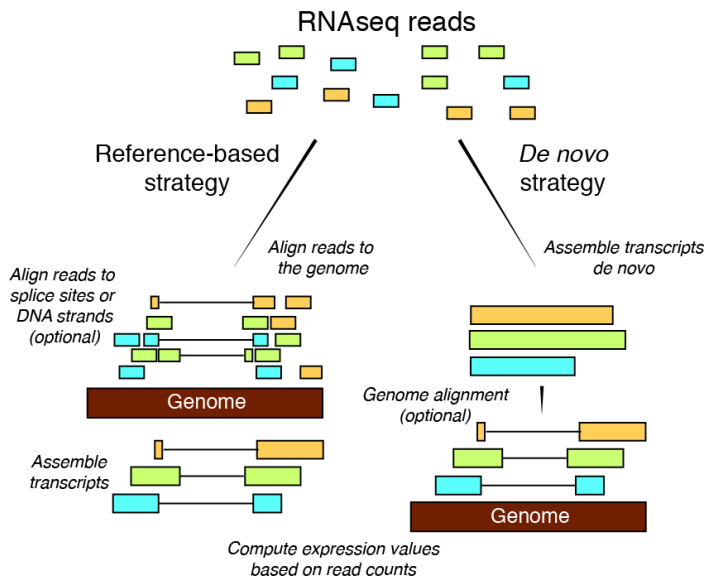 RNAseq reads
Reference-based
strategy
De novo
strategy
Align reads to
the genome
Align reads to
splice sites or
DNA strands
(optional)
Genome
Assemble
transcripts
Assemble transcripts
de novo
Genome alignment
(optional)
Genome
Compute expression values
based on read counts